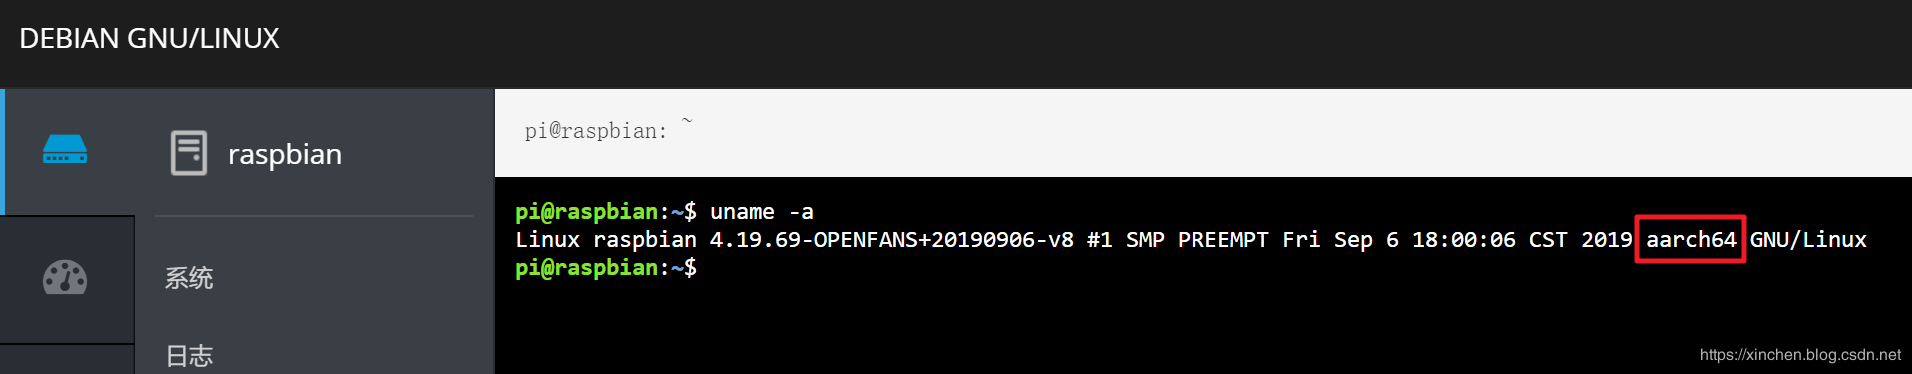 DEBIAN GNU/LINUX
raspbian
系统
日志
pi@raspbian: ~
pi@raspbian:~$ uname -a
Linux raspbian 4.19.69-OPENFANS+20190906-v8 #1 SMP PREEMPT Fri Sep 6 18:00:06 CST 2019 aarch64 GNU/Linux
pi@raspbian:~$
https://xinchen.blog.csdn.net